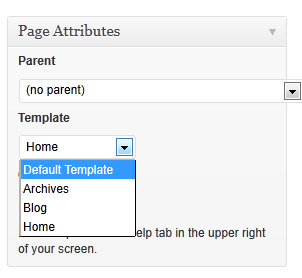 Page Attributes
Parent
(no parent)
Template
Home
Default Template
Archives
Blog
Home
elp tab in the upper right
of your screen.